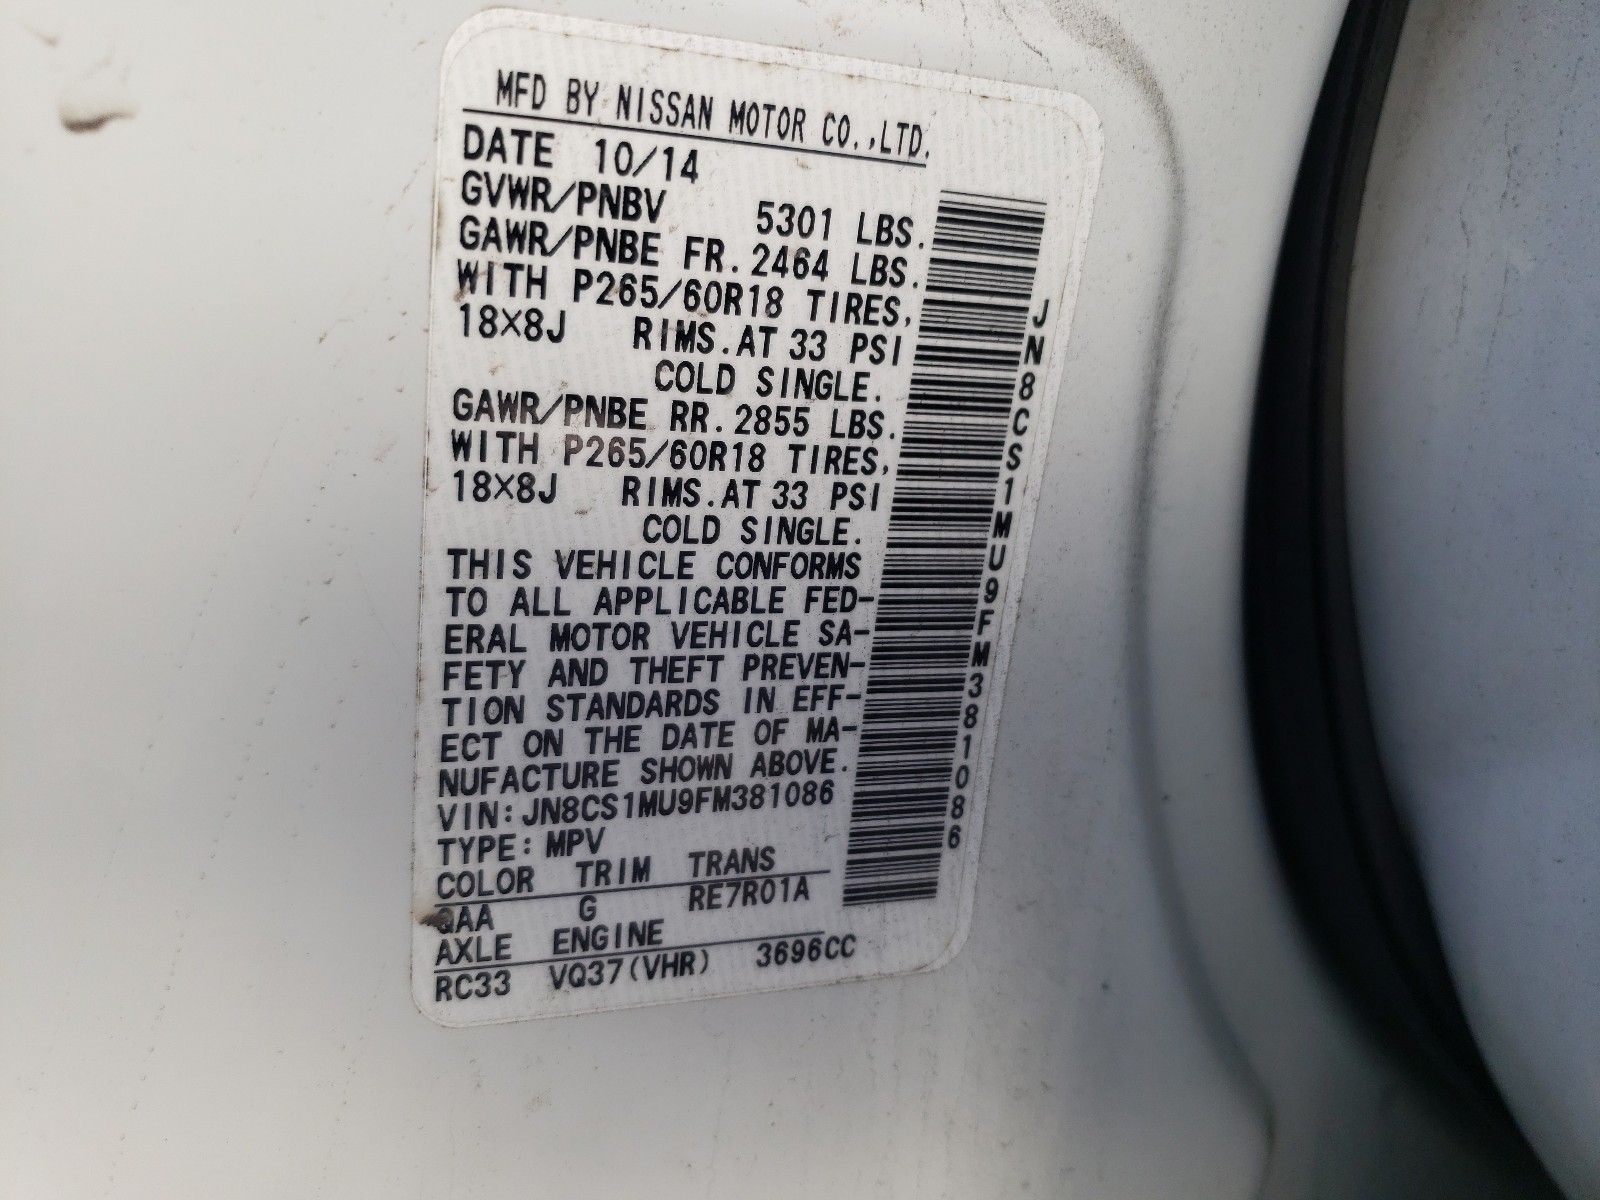 MFD BY NISSAN MOTOR CO.,LTD.
DATE 10/14
GVWR/PNBV 5301 LBS.
GAWR/PNBE FR. 2464 LBS.
WITH P265/60R18 TIRES,
18×8J RIMS.AT 33 PSI
COLD SINGLE.
GAWR/PNBE RR. 2855 LBS.
WITH P265/60R18 TIRES,
18×8J RIMS.AT 33 PSI
COLD SINGLE.
THIS VEHICLE CONFORMS
TO ALL APPLICABLE FED-
ERAL MOTOR VEHICLE SA-
FETY AND THEFT PREVEN-
TION STANDARDS IN EFF-
ECT ON THE DATE OF MA-
NUFACTURE SHOWN ABOVE.
VIN:JN8CS1MU9FM381086
TYPE: MPV
COLOR TRIM TRANS
QAA G RE7R01A
AXLE ENGINE
RC33 VQ37(VHR) 3696CC
JN8CS1MU9FM381086